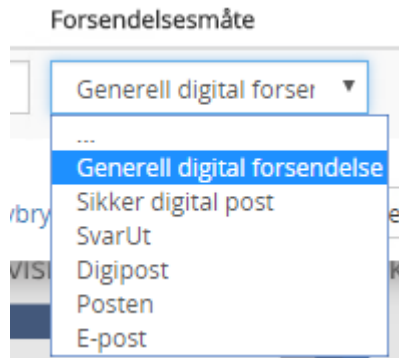 Forsendelsesmåte
Generell digital forser
...
Generell digital forsendelse
Sikker digital post
SvarUt
Digipost
Posten
E-post